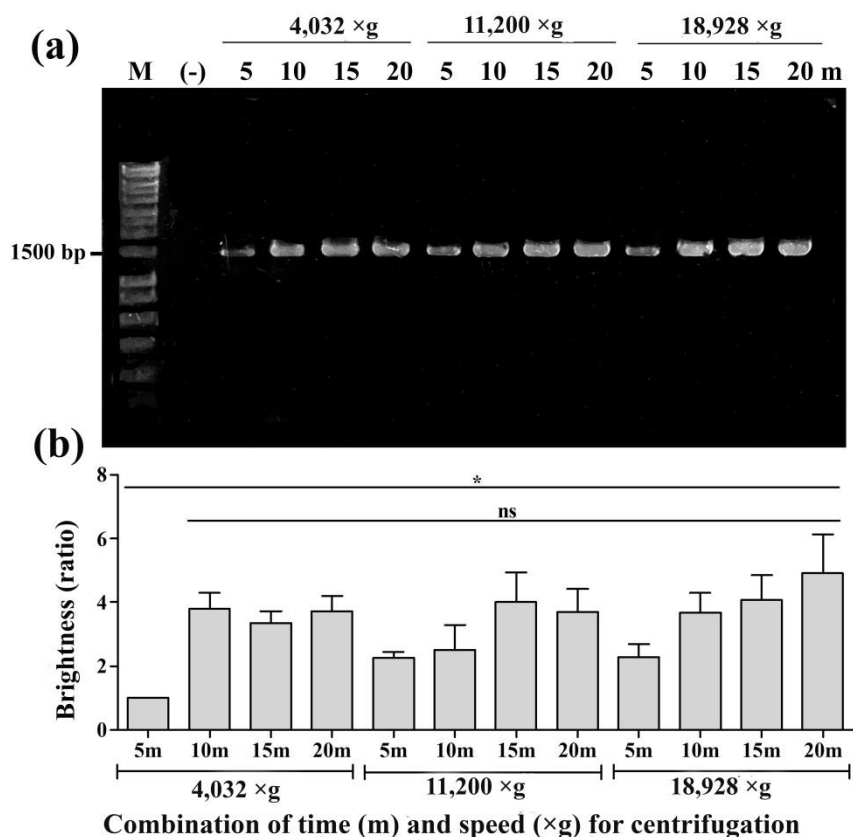 (a)
4,032 ×g 11,200 ×g 18,928 ×g
M (-) 5 10 15 20 5 10 15 20 5 10 15 20 m
1500 bp
(b)
Brightness (ratio)
8
6
4
2
0
*
ns
5m 10m 15m 20m 5m 10m 15m 20m 5m 10m 15m 20m
4,032 ×g 11,200 ×g 18,928 ×g
Combination of time (m) and speed (×g) for centrifugation